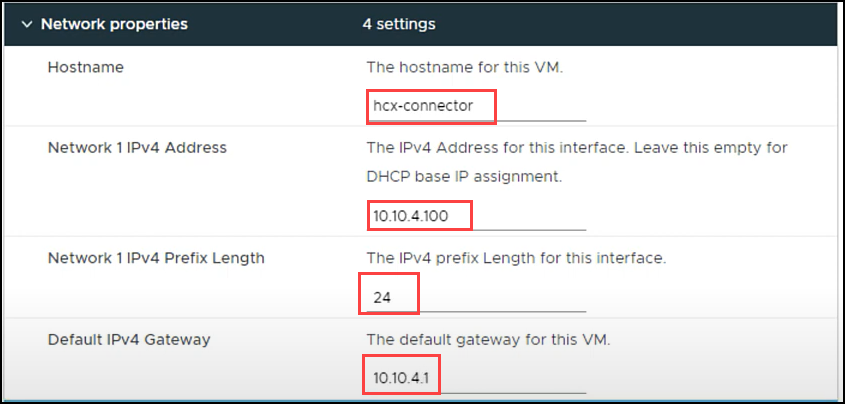 Network properties 4 settings
Hostname The hostname for this VM.
hcx-connector
Network 1 IPv4 Address The IPv4 Address for this interface. Leave this empty for
DHCP base IP assignment.
10.10.4.100
Network 1 IPv4 Prefix Length The IPv4 prefix Length for this interface.
24
Default IPv4 Gateway The default gateway for this VM.
10.10.4.1